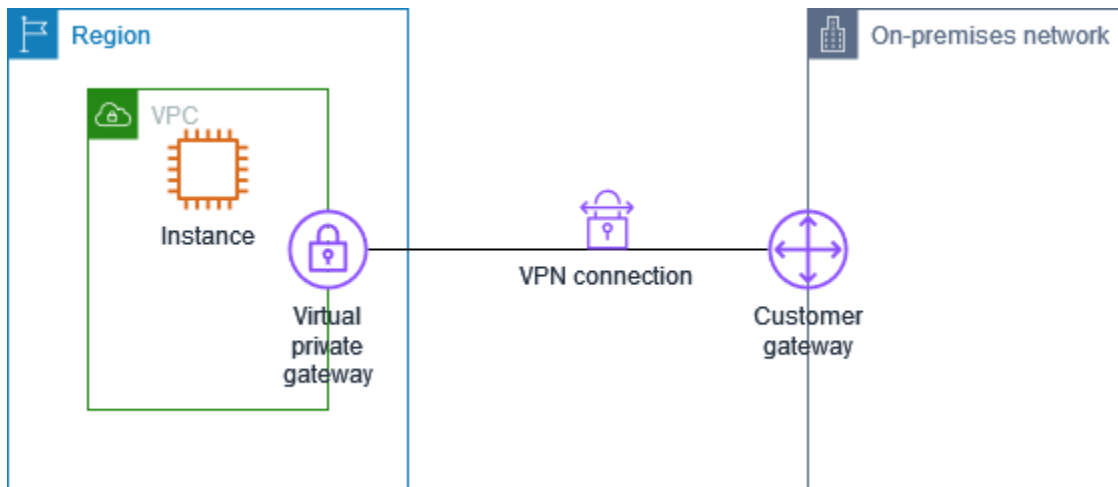 Region
On-premises network
VPC
Instance
VPN connection
Virtual
private
gateway
Customer
gateway